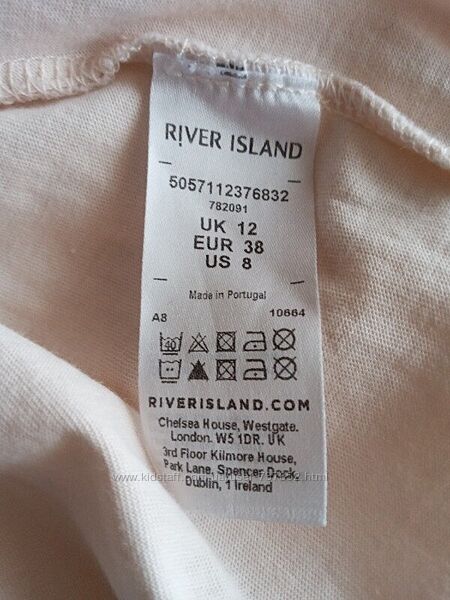 RIVER ISLAND
5057112376832
782091
UK 12
EUR 38
US 8
Made in Portugal
A8 10664
40
RIVERISLAND.COM
Chelsea House, Westgate.
London. W5 1DR. UK
3rd Floor Kilmore House,
Park Lane, Spencer Dock,
Dublin, 1 Ireland